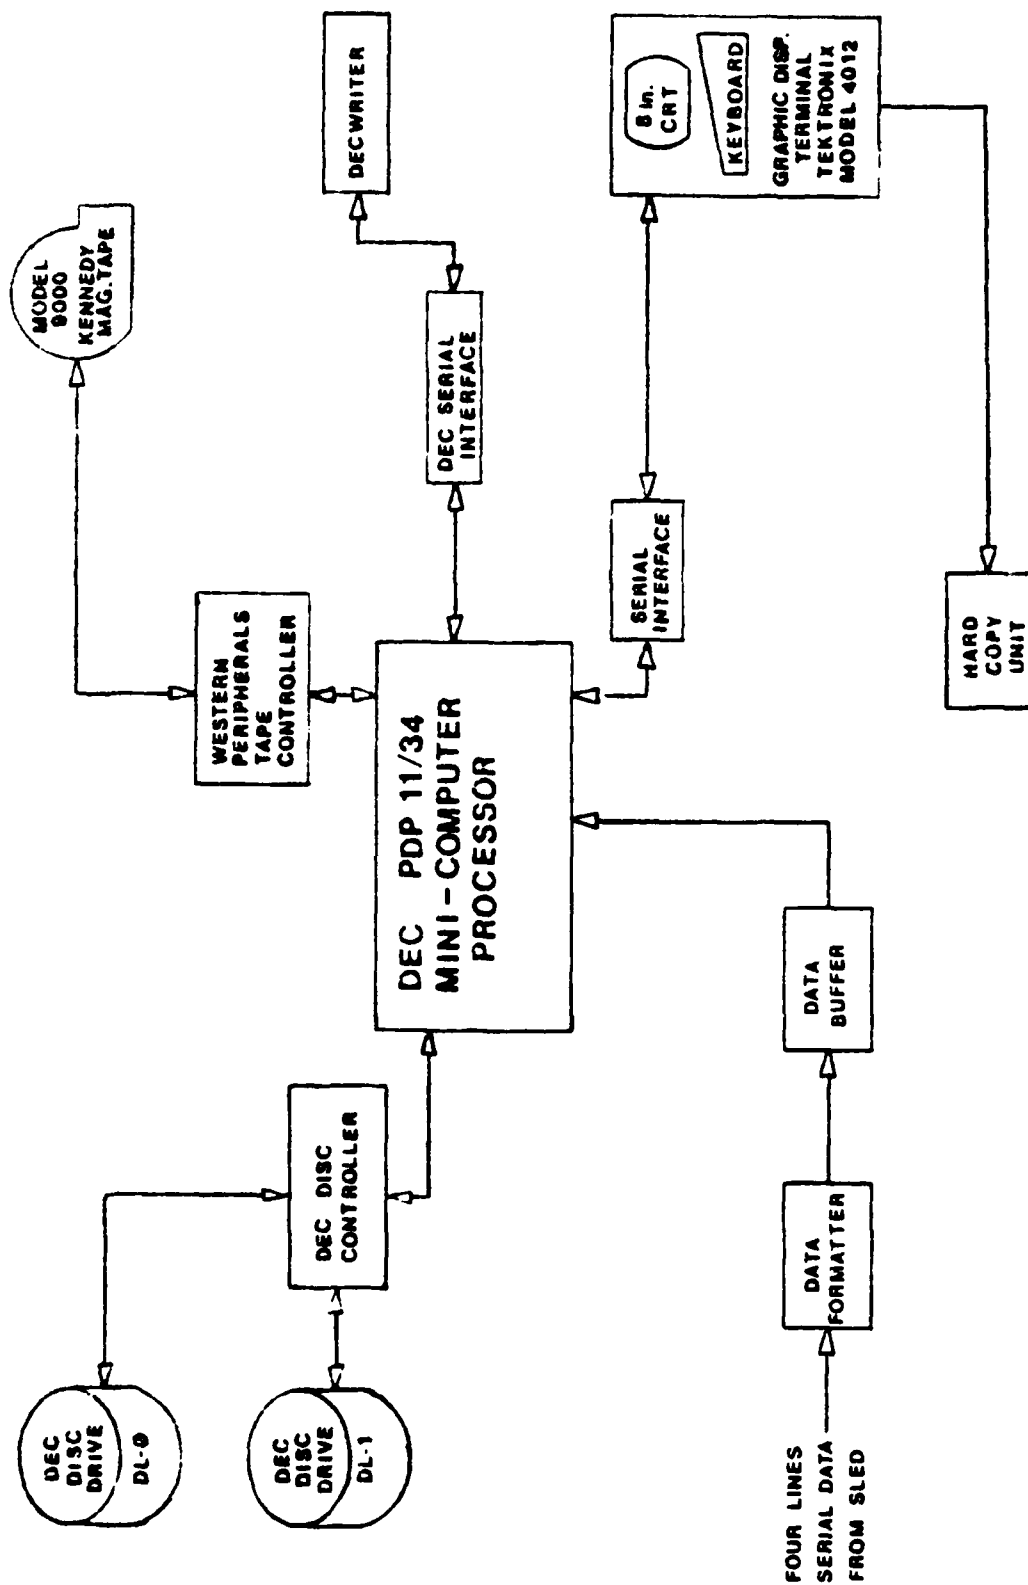 DEC
DISC
DRIVE
DL-0
DEC
DISC
DRIVE
DL-1
DEC DISC
CONTROLLER
WESTERN
PERIPHERALS
TAPE
CONTROLLER
MODEL
9000
KENNEDY
MAG. TAPE
DECWRITER
DEC SERIAL
INTERFACE
DEC PDP 11/34
MINI-COMPUTER
PROCESSOR
SERIAL
INTERFACE
8 in.
CRT
KEYBOARD
GRAPHIC DISP.
TERMINAL
TEKTRONIX
MODEL 4012
HARD
COPY
UNIT
DATA
BUFFER
DATA
FORMATTER
FOUR LINES
SERIAL DATA
FROM SLED